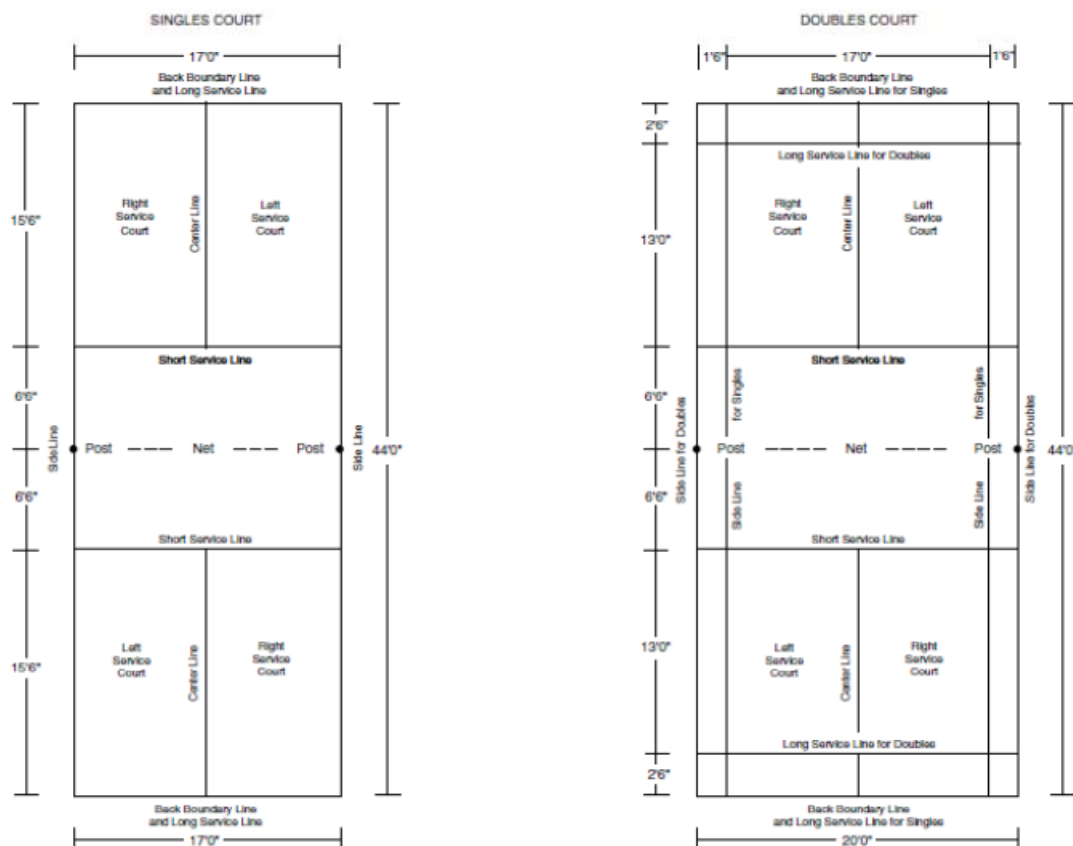 SINGLES COURT
17'0"
Back Boundary Line
and Long Service Line
15'6"
Right
Service
Court
Center Line
Left
Service
Court
Short Service Line
6'6"
Side Line
Post
Net
Post
Side Line
44'0"
6'6"
Short Service Line
15'6"
Left
Service
Court
Center Line
Right
Service
Court
Back Boundary Line
and Long Service Line
17'0"
DOUBLES COURT
1'6" 17'0" 1'6"
Back Boundary Line
and Long Service Line for Singles
2'6"
Long Service Line for Doubles
13'0"
Right
Service
Court
Center Line
Left
Service
Court
Short Service Line
6'6"
for Singles
for Singles
Side Line for Doubles
Post
Net
Post
Side Line for Doubles
44'0
6'6"
Side Line
Side Line
Short Service Line
13'0"
Left
Service
Court
Center Line
Right
Service
Court
Long Service Line for Doubles
2'6"
Back Boundary Line
and Long Service Line for Singles
20'0"